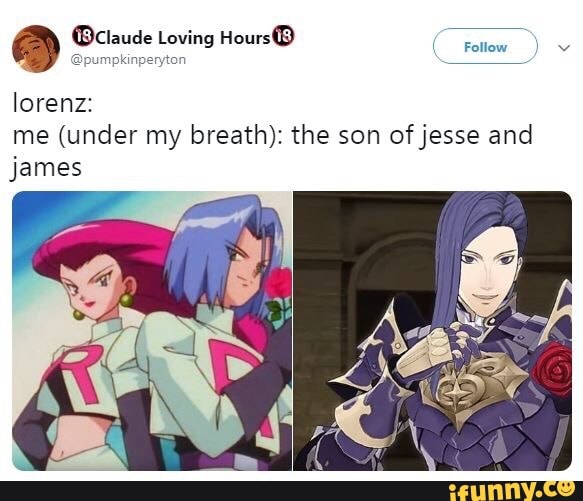 🔞Claude Loving Hours🔞
@pumpkinperyton
Follow
lorenz:
me (under my breath): the son of jesse and
james
R
ifunny.co